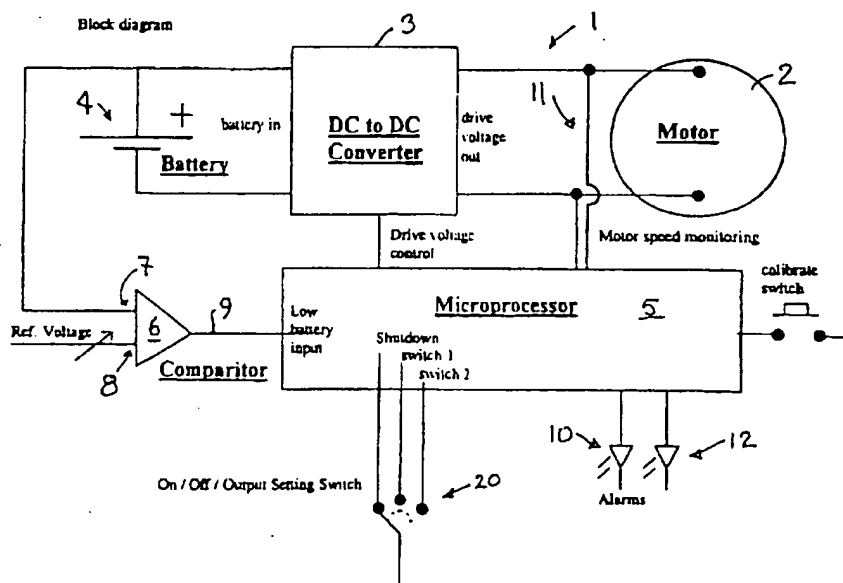 Block diagram
3
1
2
4
+
battery in
Battery
DC to DC
Converter
drive
voltage
out
11
Motor
Drive voltage
control
Motor speed monitoring
7
Ref. Voltage
6
8
9
Comparitor
Low
battery
input
Microprocessor
5
Shutdown
switch 1
switch 2
calibrate
switch
10
12
Alarms
On / Off / Output Setting Switch
20